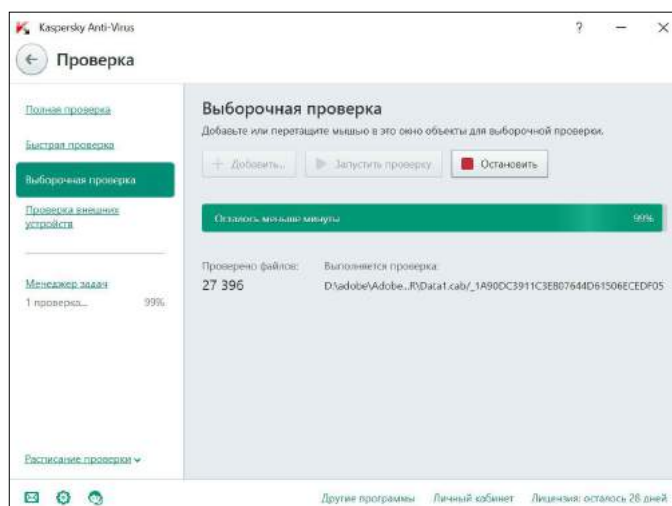 Kaspersky Anti-Virus
Проверка
Полная проверка
Быстрая проверка
Выборочная проверка
Проверка внешних
устройств
Менеджер задач
1 проверка... 99%
Расписание проверки
Выборочная проверка
Добавьте или перетащите мышью в это окно объекты для выборочной проверки.
+ Добавить... Запустить проверку Остановить
Осталось меньше минуты 99%
Проверено файлов: Выполняется проверка:
27 396 D:\adobe\Adobe...R\Data1.cab/_1A90DC3911C3EB07644D61506ECEDF05
Другие программы Личный кабинет Лицензия: осталось 28 дней